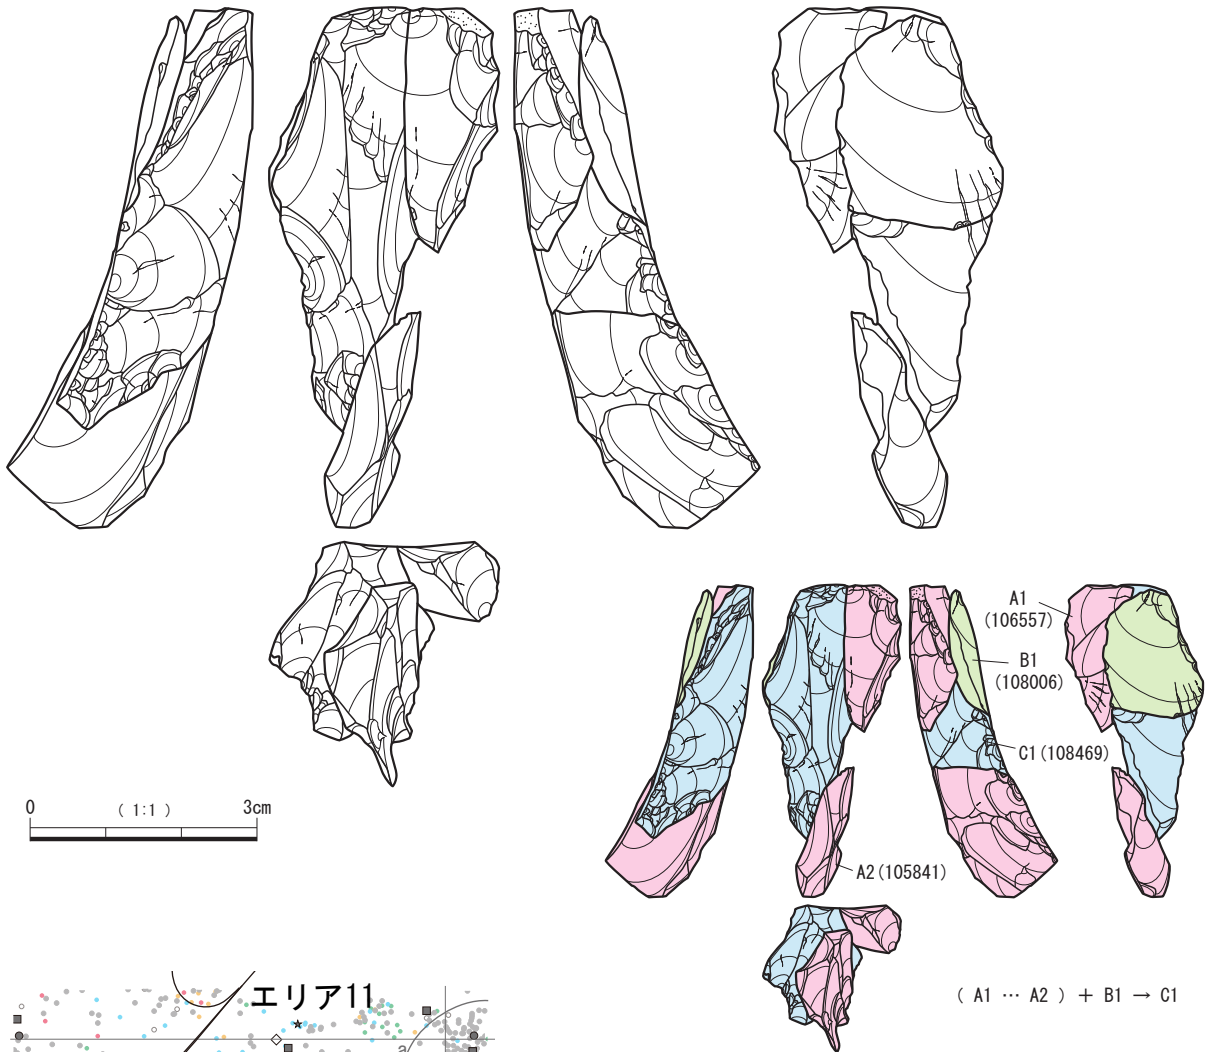 A1
(106557)
B1
(108006)
C1(108469)
A2(105841)
0 (1:1) 3cm
( A1 … A2 ) + B1 → C1
エリア11
a